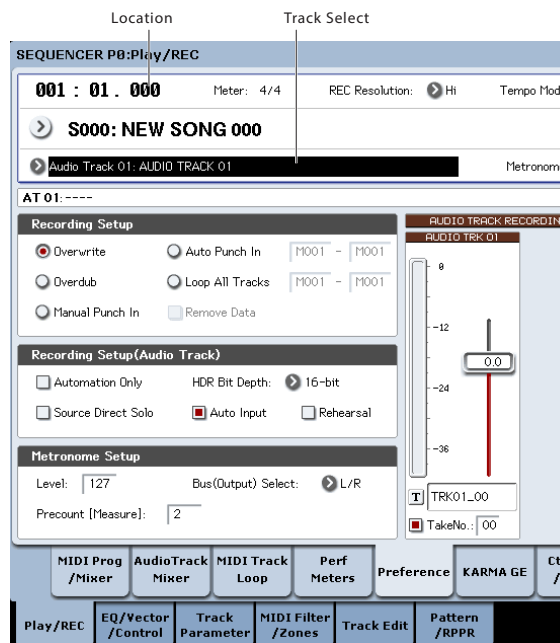 Location Track Select
SEQUENCER P0:Play/REC
001 : 01 . 000 Meter: 4/4 REC Resolution: Hi Tempo Mod
S000: NEW SONG 000
Audio Track 01: AUDIO TRACK 01 Metronom
AT 01:----
Recording Setup
Overwrite Auto Punch In M001 - M001
Overdub Loop All Tracks M001 - M001
Manual Punch In Remove Data
Recording Setup(Audio Track)
Automation Only HDR Bit Depth: 16-bit
Source Direct Solo Auto Input Rehearsal
Metronome Setup
Level: 127 Bus(Output) Select: L/R
Precount [Measure]: 2
AUDIO TRACK RECORDIN
AUDIO TRK 01
0
-12
0.0
-24
-36
T TRK01_00
TakeNo.: 00
MIDI Prog /Mixer
AudioTrack Mixer
MIDI Track Loop
Perf Meters
Preference
KARMA GE
Ct /
Play/REC
EQ/Vector /Control
Track Parameter
MIDI Filter /Zones
Track Edit
Pattern /RPPR